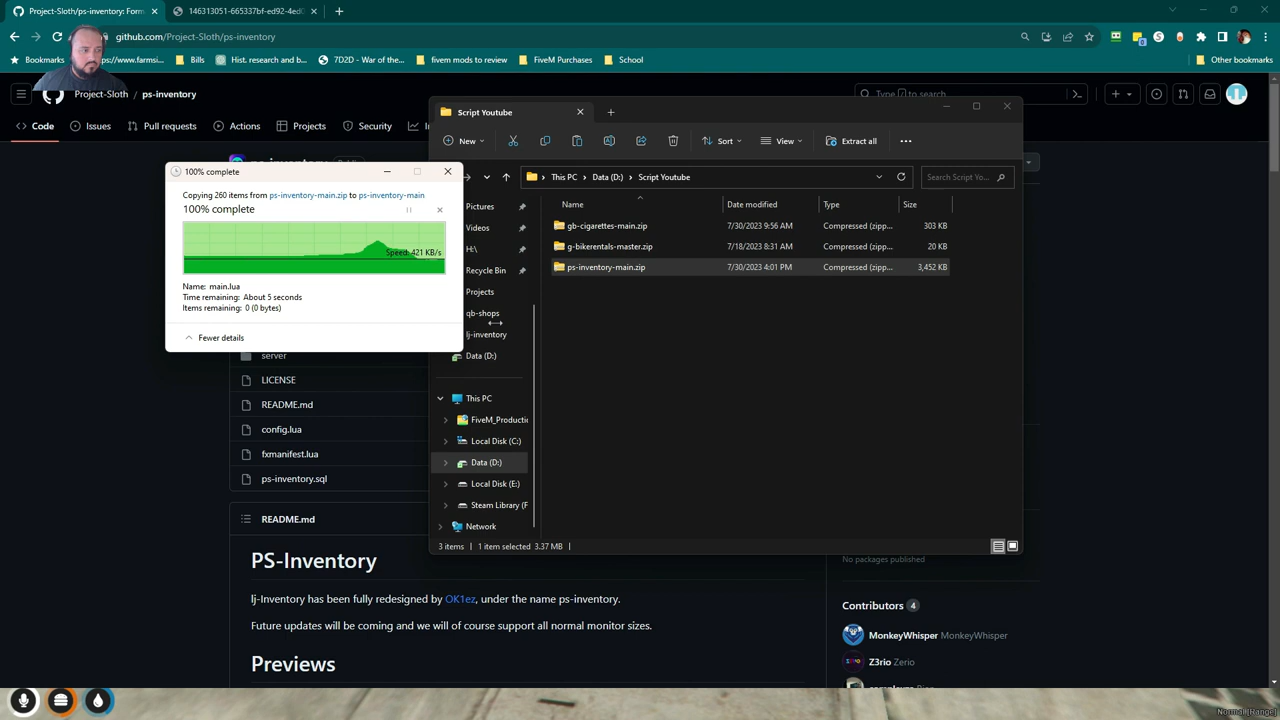 Project-Sloth/ps-inventory: Form
146313051-665337bf-ed92-4ed0
github.com/Project-Sloth/ps-inventory
Bookmarks
www.farmsi...
Bills
Hist. research and b...
7D2D - War of the...
fivem mods to review
FiveM Purchases
School
Other bookmarks
Project-Sloth / ps-inventory
Type / to search
Code
Issues
Pull requests
Actions
Projects
Security
Script Youtube
New
Sort
View
Extract all
This PC
Data (D:)
Script Youtube
Search Script Yo...
100% complete
Copying 260 items from ps-inventory-main.zip to ps-inventory-main
100% complete
Speed: 421 KB/s
Name: main.lua
Time remaining: About 5 seconds
Items remaining: 0 (0 bytes)
Fewer details
Pictures
Videos
H:\
Recycle Bin
Projects
qb-shops
lj-inventory
Data (D:)
This PC
FiveM_Producti
Local Disk (C:)
Data (D:)
Local Disk (E:)
Steam Library (F
Network
Name
Date modified
Type
Size
gb-cigarettes-main.zip
7/30/2023 9:56 AM
Compressed (zipp...
303 KB
g-bikerentals-master.zip
7/18/2023 8:31 AM
Compressed (zipp...
20 KB
ps-inventory-main.zip
7/30/2023 4:01 PM
Compressed (zipp...
3,452 KB
3 items
1 item selected 3.37 MB
server
LICENSE
README.md
config.lua
fxmanifest.lua
ps-inventory.sql
README.md
PS-Inventory
lj-Inventory has been fully redesigned by OK1ez, under the name ps-inventory.
Future updates will be coming and we will of course support all normal monitor sizes.
Previews
No packages published
Contributors 4
MonkeyWhisper MonkeyWhisper
Z3rio Zerio
Normal [Range]